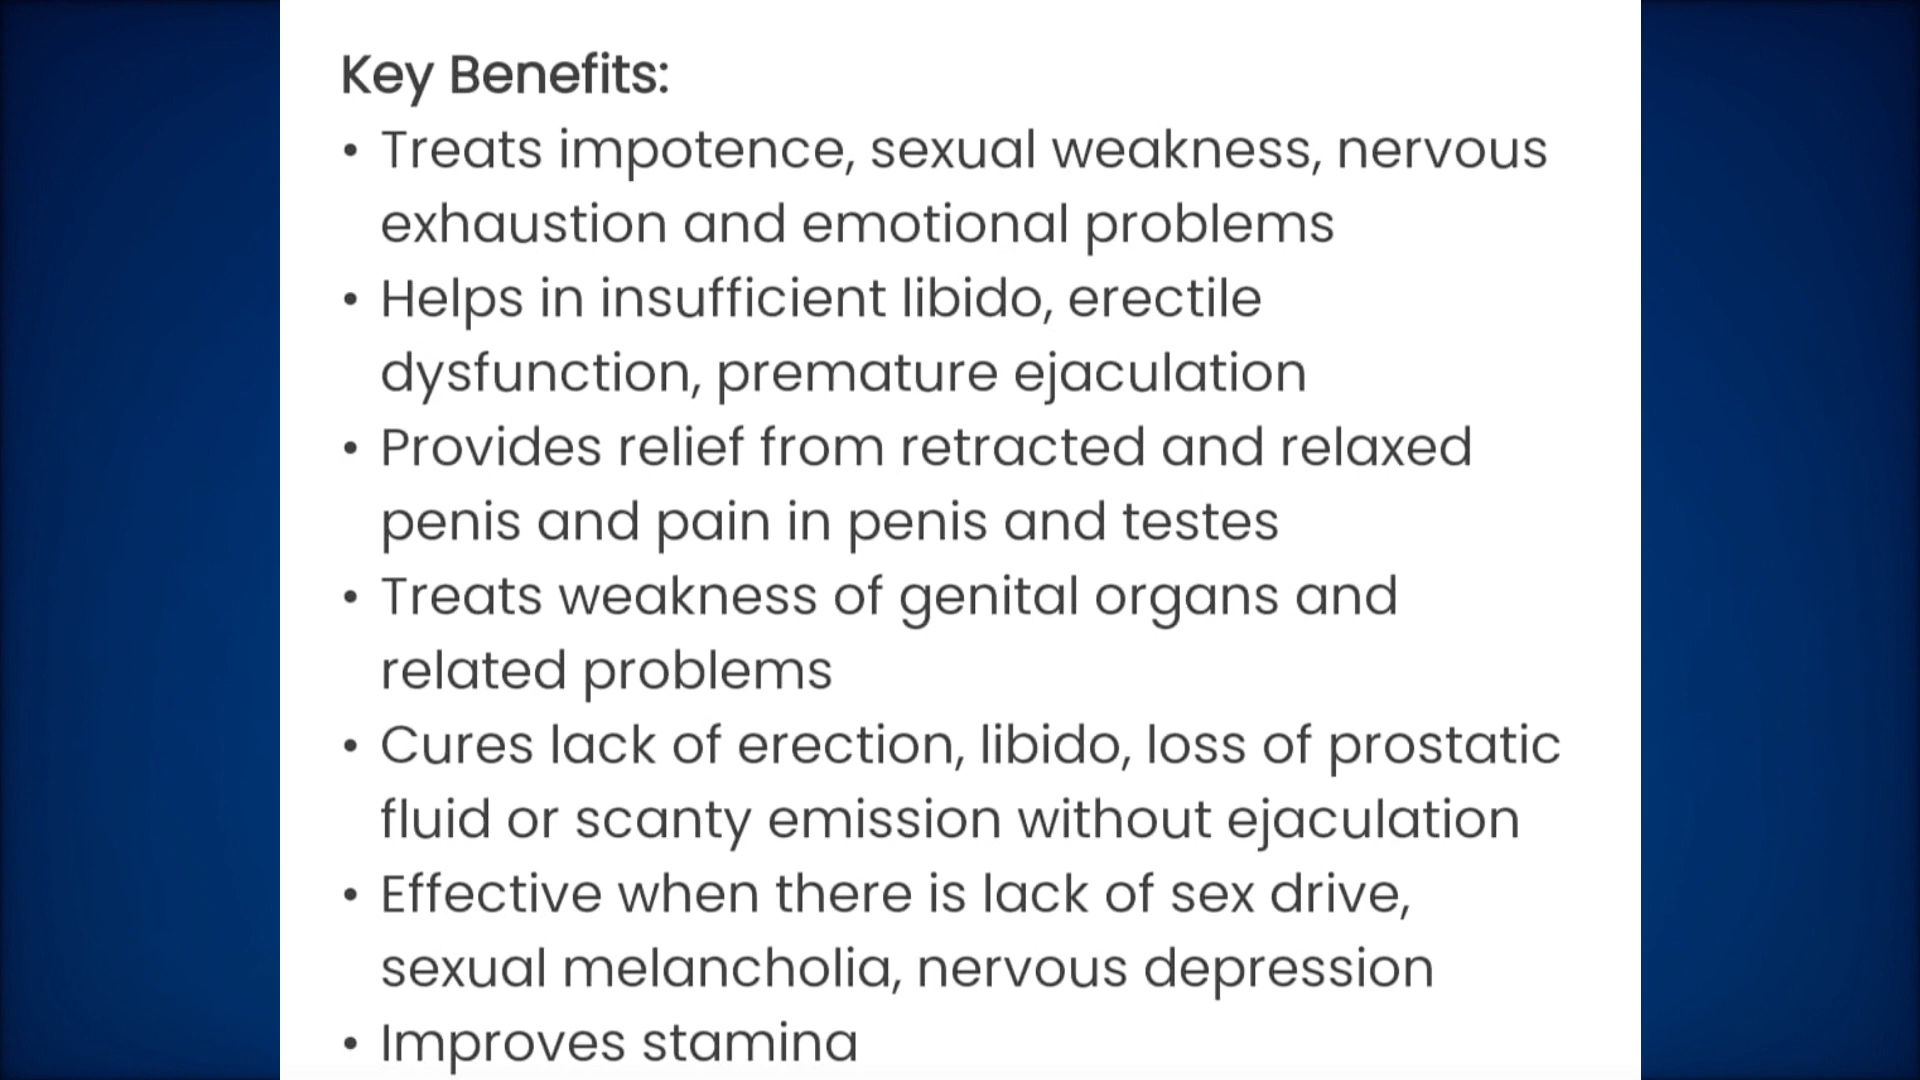 Key Benefits:
• Treats impotence, sexual weakness, nervous
exhaustion and emotional problems
• Helps in insufficient libido, erectile
dysfunction, premature ejaculation
• Provides relief from retracted and relaxed
penis and pain in penis and testes
• Treats weakness of genital organs and
related problems
• Cures lack of erection, libido, loss of prostatic
fluid or scanty emission without ejaculation
• Effective when there is lack of sex drive,
sexual melancholia, nervous depression
• Improves stamina